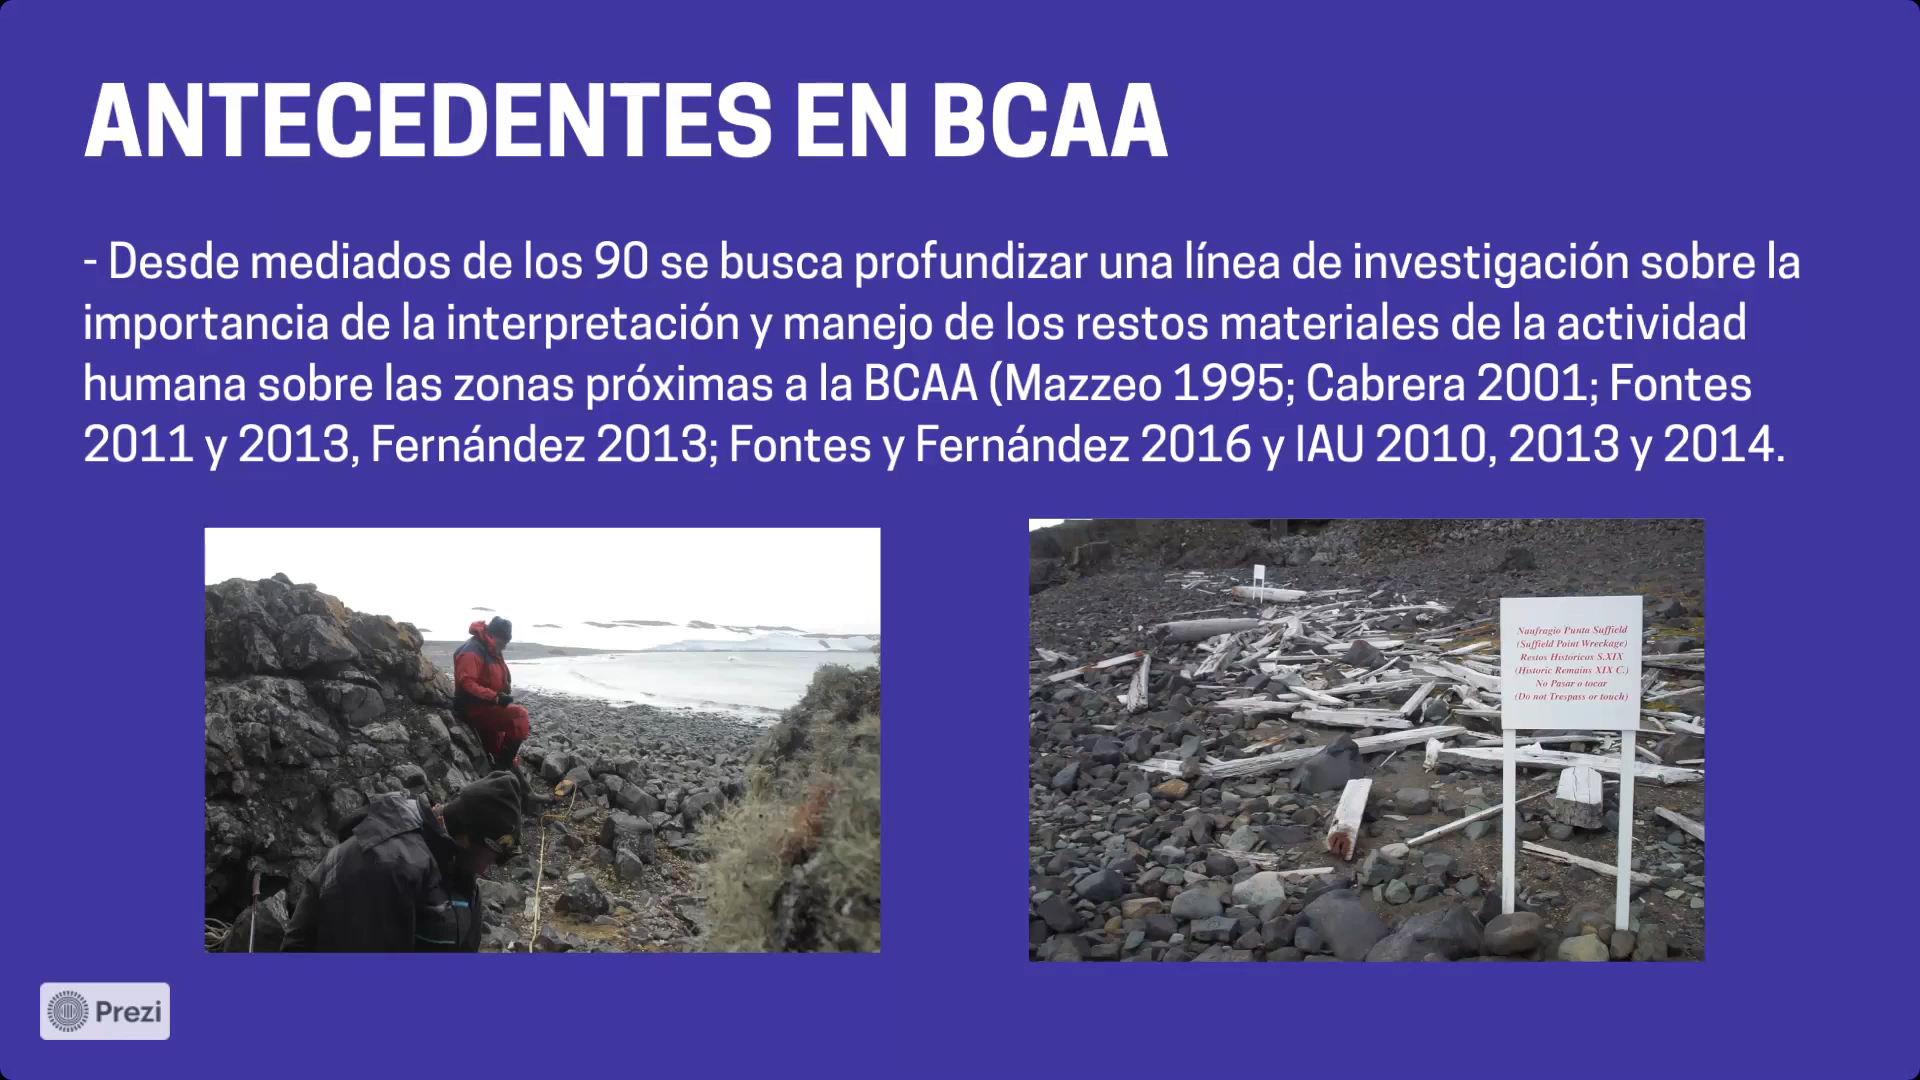 ANTECEDENTES EN BCAA
- Desde mediados de los 90 se busca profundizar una línea de investigación sobre la
importancia de la interpretación y manejo de los restos materiales de la actividad
humana sobre las zonas próximas a la BCAA (Mazzeo 1995; Cabrera 2001; Fontes
2011 y 2013, Fernández 2013; Fontes y Fernández 2016 y IAU 2010, 2013 y 2014.
Naufragio Punta Suffield
(Suffield Point Wreckage)
Restos Historicos S.XIX
(Historic Remains XIX C.)
No Pasar o tocar
(Do not Trespass or touch)
Prezi